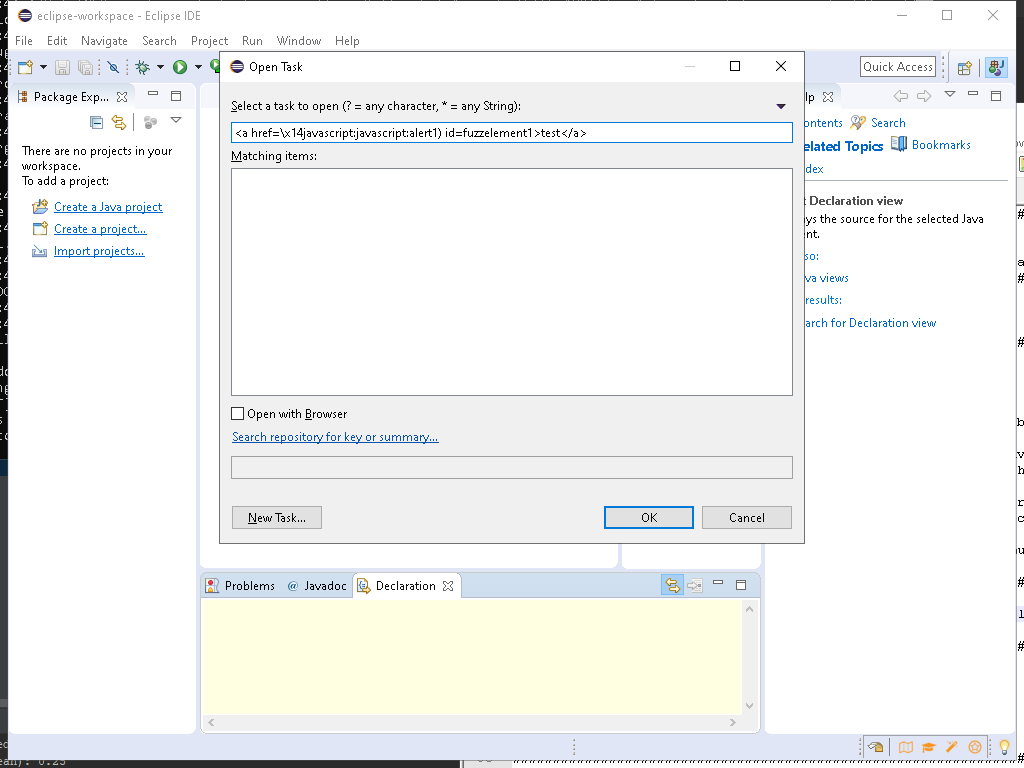 eclipse-workspace - Eclipse IDE
File Edit Navigate Search Project Run Window Help
Quick Access
Package Exp...
There are no projects in your
workspace.
To add a project:
Create a Java project
Create a project...
Import projects...
Open Task
Select a task to open (? = any character, * = any String):
<a href=\x14javascript:javascript:alert1) id=fuzzelement1>test</a>
Matching items:
Open with Browser
Search repository for key or summary...
New Task...
OK
Cancel
lp
ontents Search
elated Topics Bookmarks
dex
t Declaration view
ys the source for the selected Java
ent.
so:
va views
results:
arch for Declaration view
Problems @ Javadoc Declaration